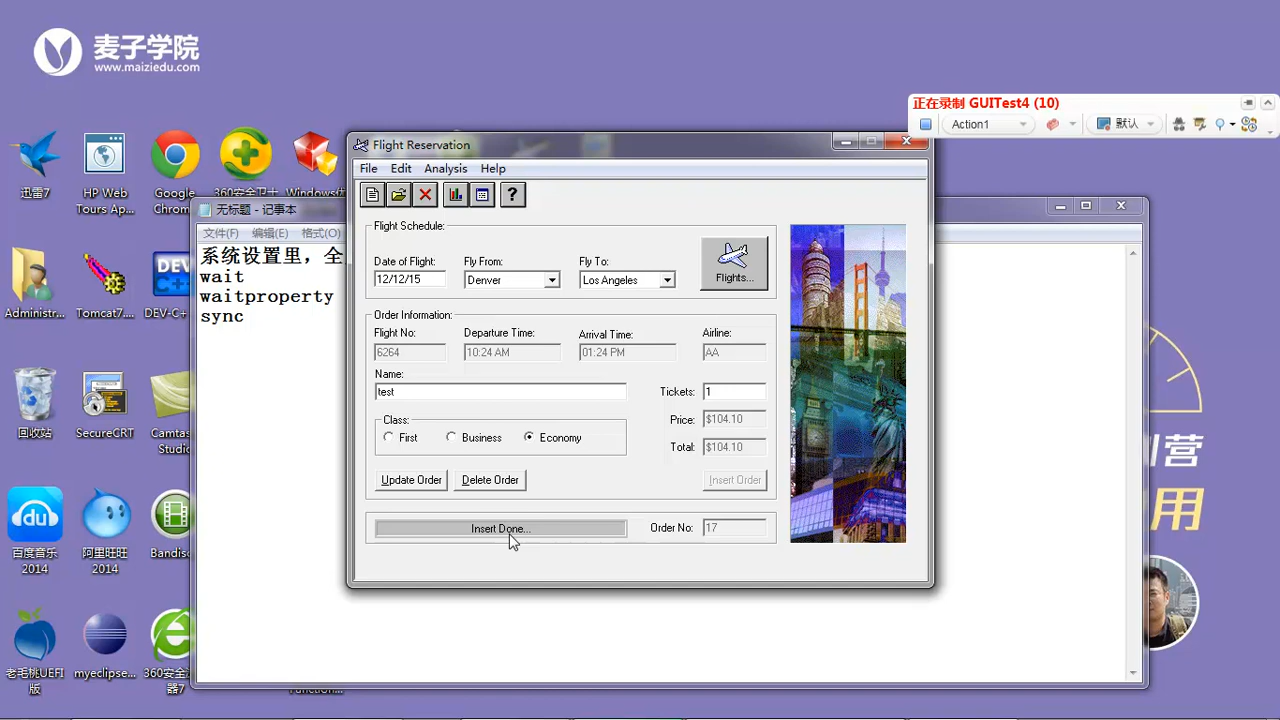 麦子学院
www.maiziedu.com
正在录制 GUITest4 (10)
Action1
默认
迅雷7
HP Web
Tours Ap...
Google
Chrom
360安全卫士
Administr...
Tomcat7....
DEV-C+
回收站
SecureCRT
Camtas
Studio
百度音乐
2014
阿里旺旺
2014
Bandis
老毛桃UEFI
版
myeclipse...
器7
无标题 - 记事本
文件(F)
编辑(E)
格式(O)
系统设置里，全
wait
waitproperty
sync
Flight Reservation
File
Edit
Analysis
Help
Flight Schedule:
Date of Flight:
Fly From:
Fly To:
12/12/15
Denver
Los Angeles
Flights...
Order Information:
Flight No:
Departure Time:
Arrival Time:
Airline:
6264
10:24 AM
01:24 PM
AA
Name:
test
Tickets:
1
Class:
First
Business
Economy
Price:
$104.10
Total:
$104.10
Update Order
Delete Order
Insert Order
Insert Done...
Order No:
17
DEV
du
营
用